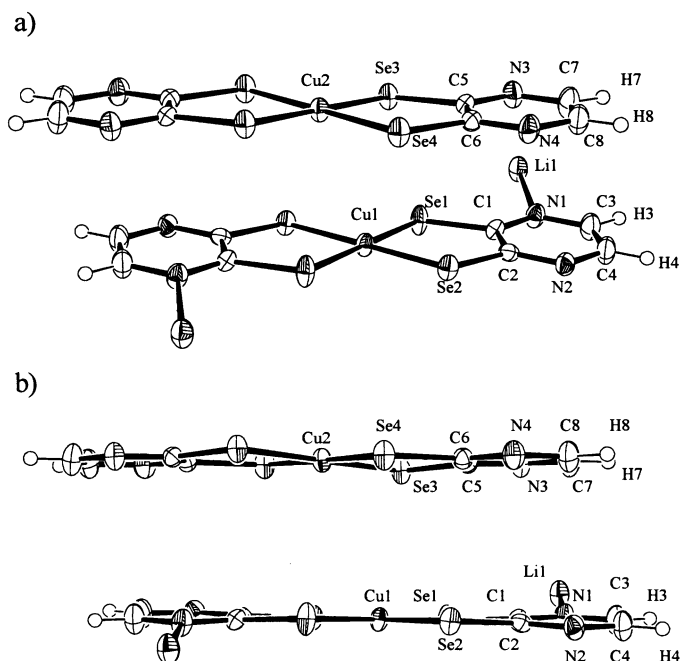 a)
Cu2 Se3 C5 N3 C7 H7
Se4 C6 N4 C8 H8
Li1
Cu1 Se1 C1 N1 C3 H3
Se2 C2 N2 C4 H4
b)
Cu2 Se4 C6 N4 C8 H8
Se3 C5 N3 C7 H7
Li1
Cu1 Se1 C1 N1 C3 H3
Se2 C2 N2 C4 H4